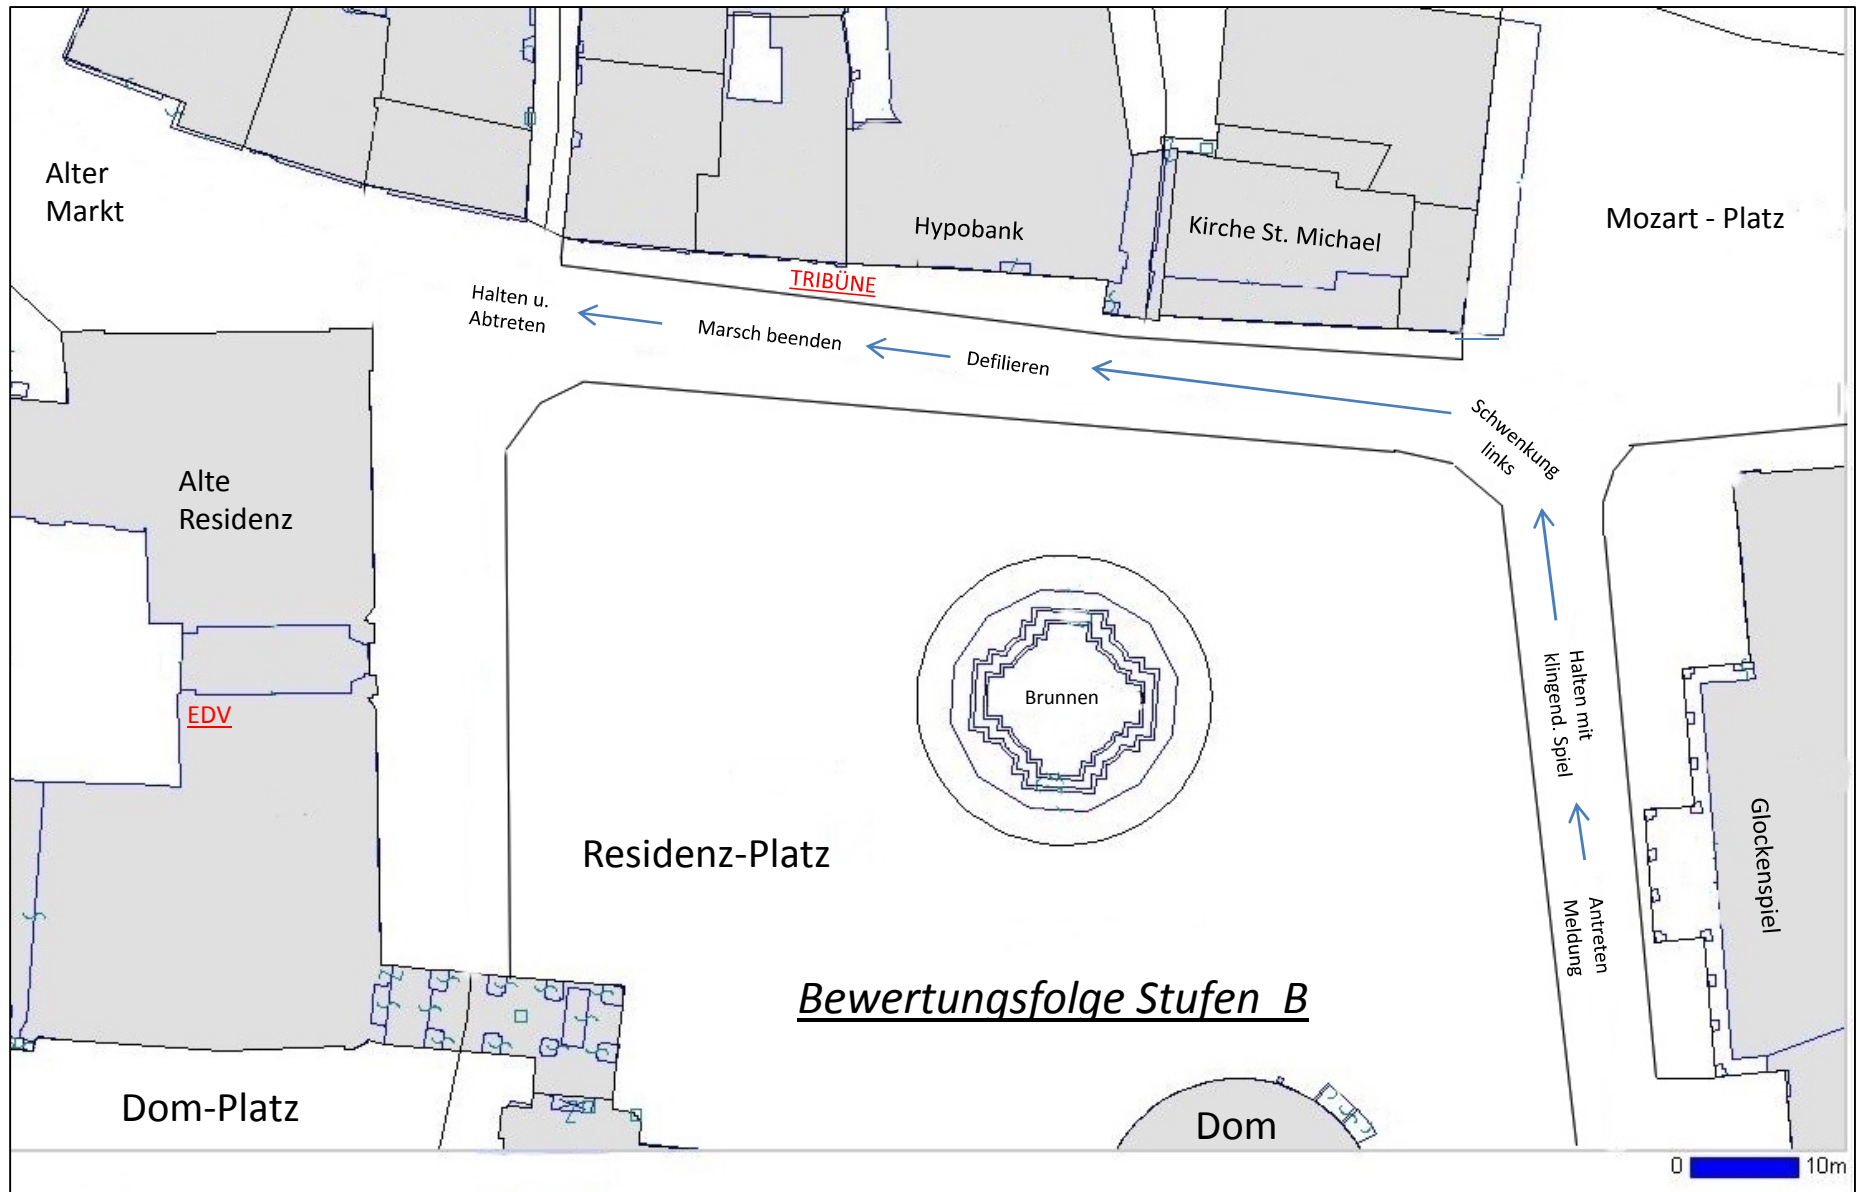 Alter
Markt
Hypobank
Kirche St. Michael
Mozart - Platz
TRIBÜNE
Halten u.
Abtreten
Marsch beenden
Defilieren
Schwenkung
links
Alte
Residenz
EDV
Brunnen
Halten mit
klingend. Spiel
Glockenspiel
Residenz-Platz
Antreten
Meldung
Bewertungsfolge Stufen B
Dom-Platz
Dom
0 10m